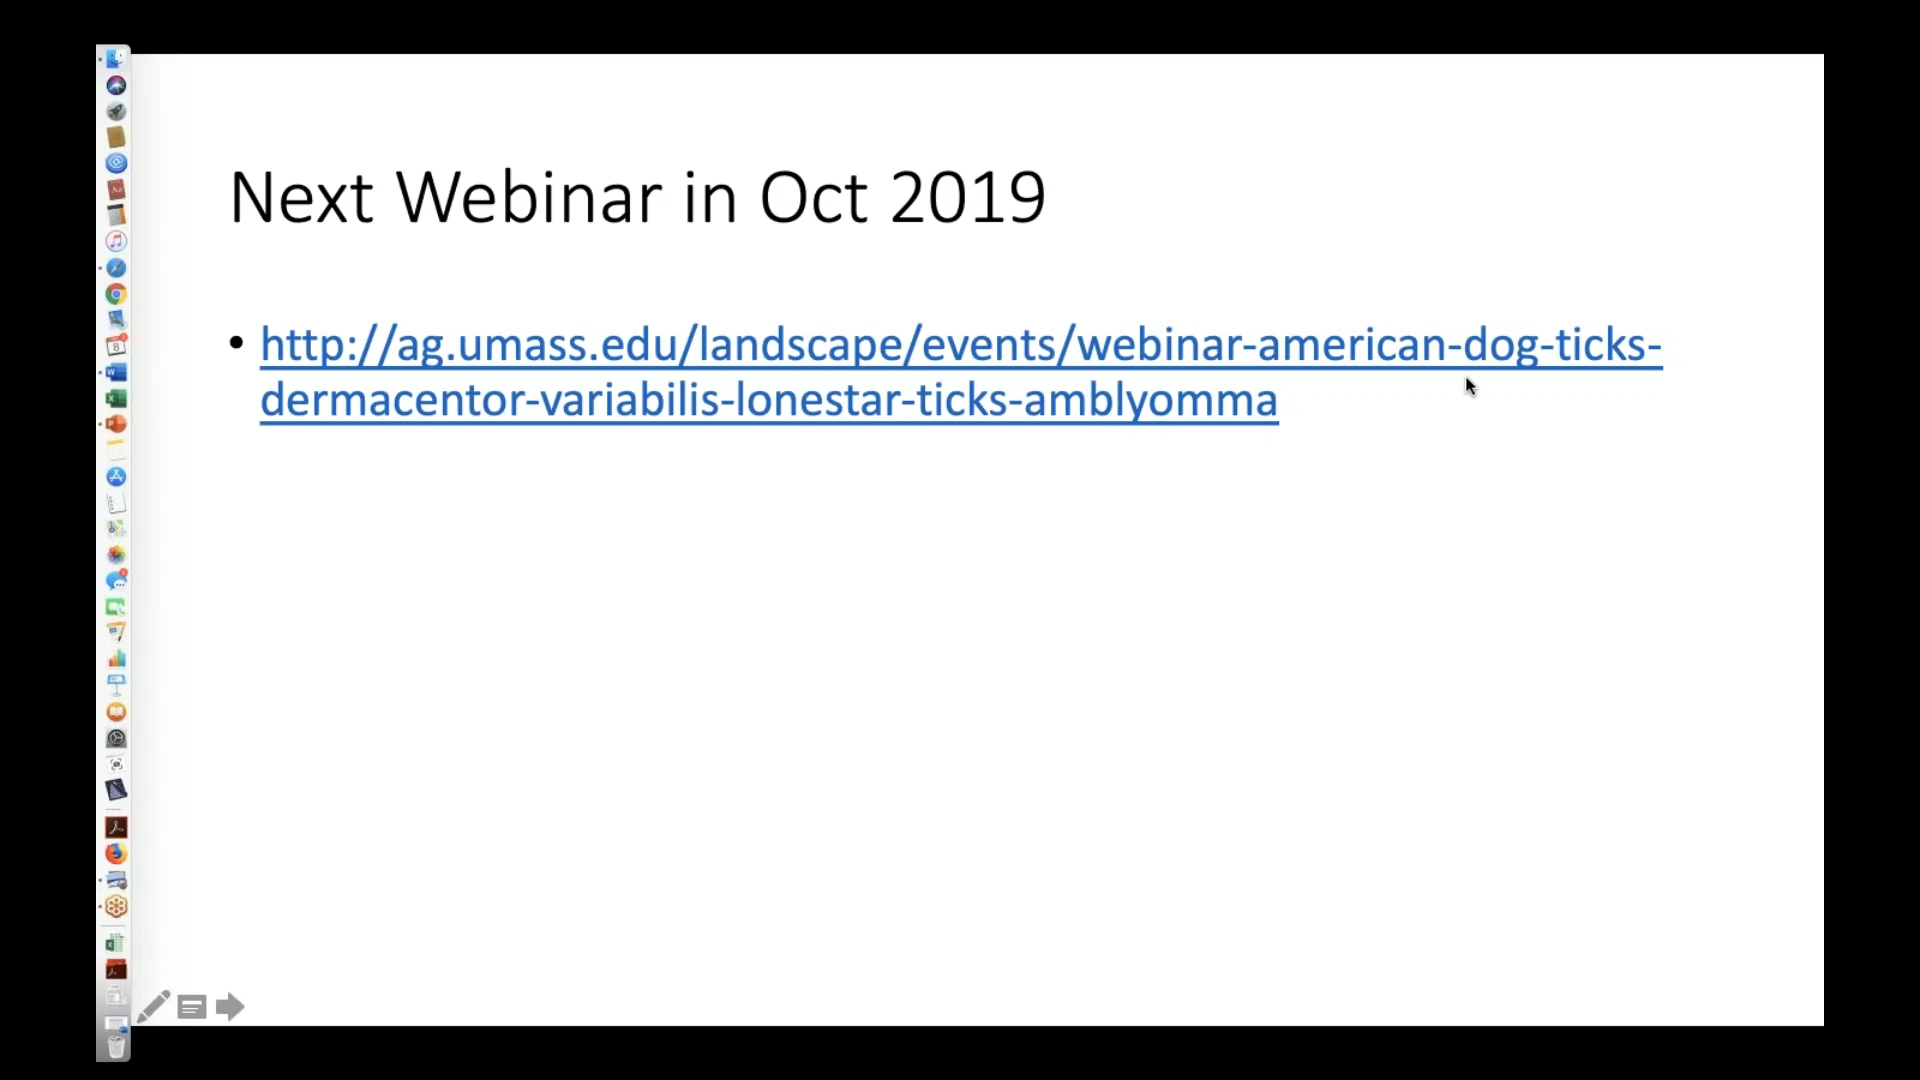 Next Webinar in Oct 2019
• http://ag.umass.edu/landscape/events/webinar-american-dog-ticks-
dermacentor-variabilis-lonestar-ticks-amblyomma